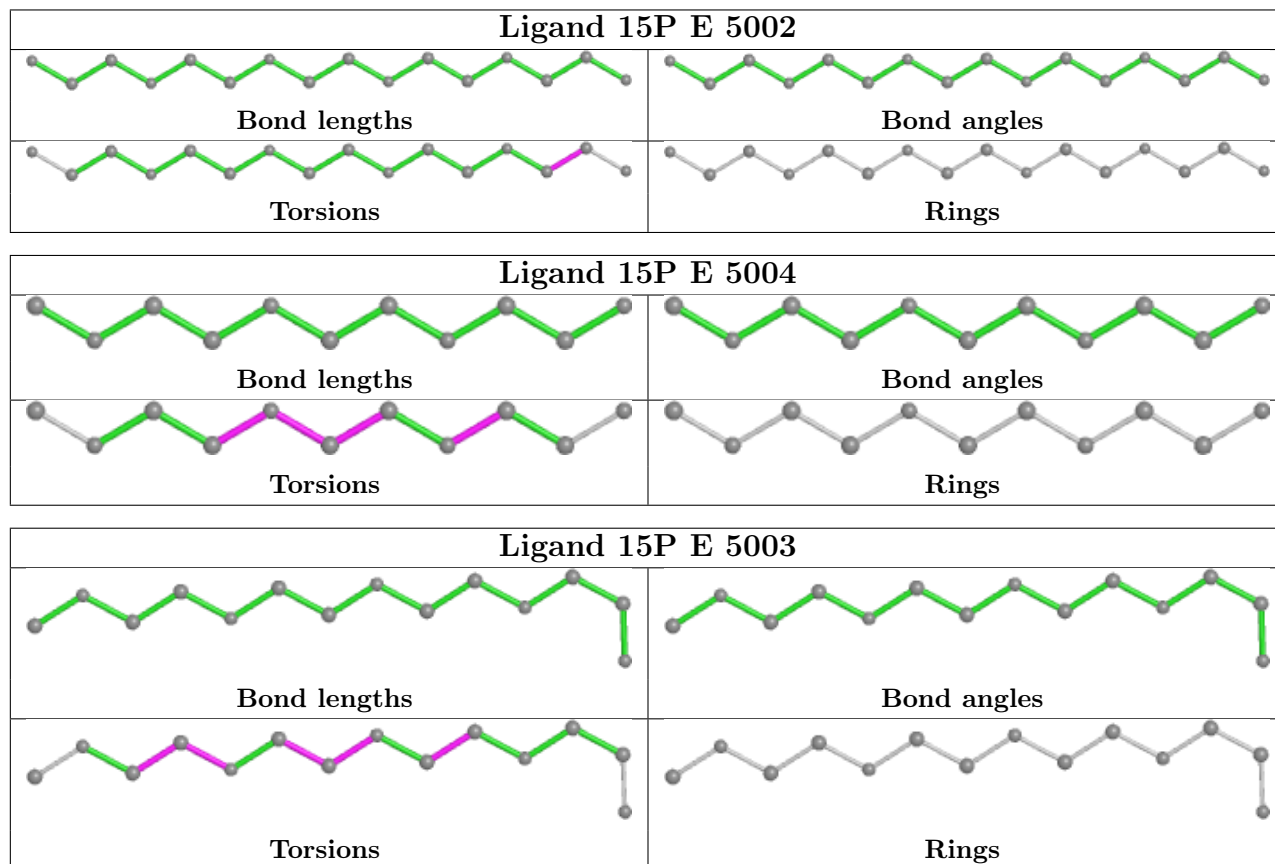 Ligand 15P E 5002
Bond lengths
Bond angles
Torsions
Rings
Ligand 15P E 5004
Bond lengths
Bond angles
Torsions
Rings
Ligand 15P E 5003
Bond lengths
Bond angles
Torsions
Rings